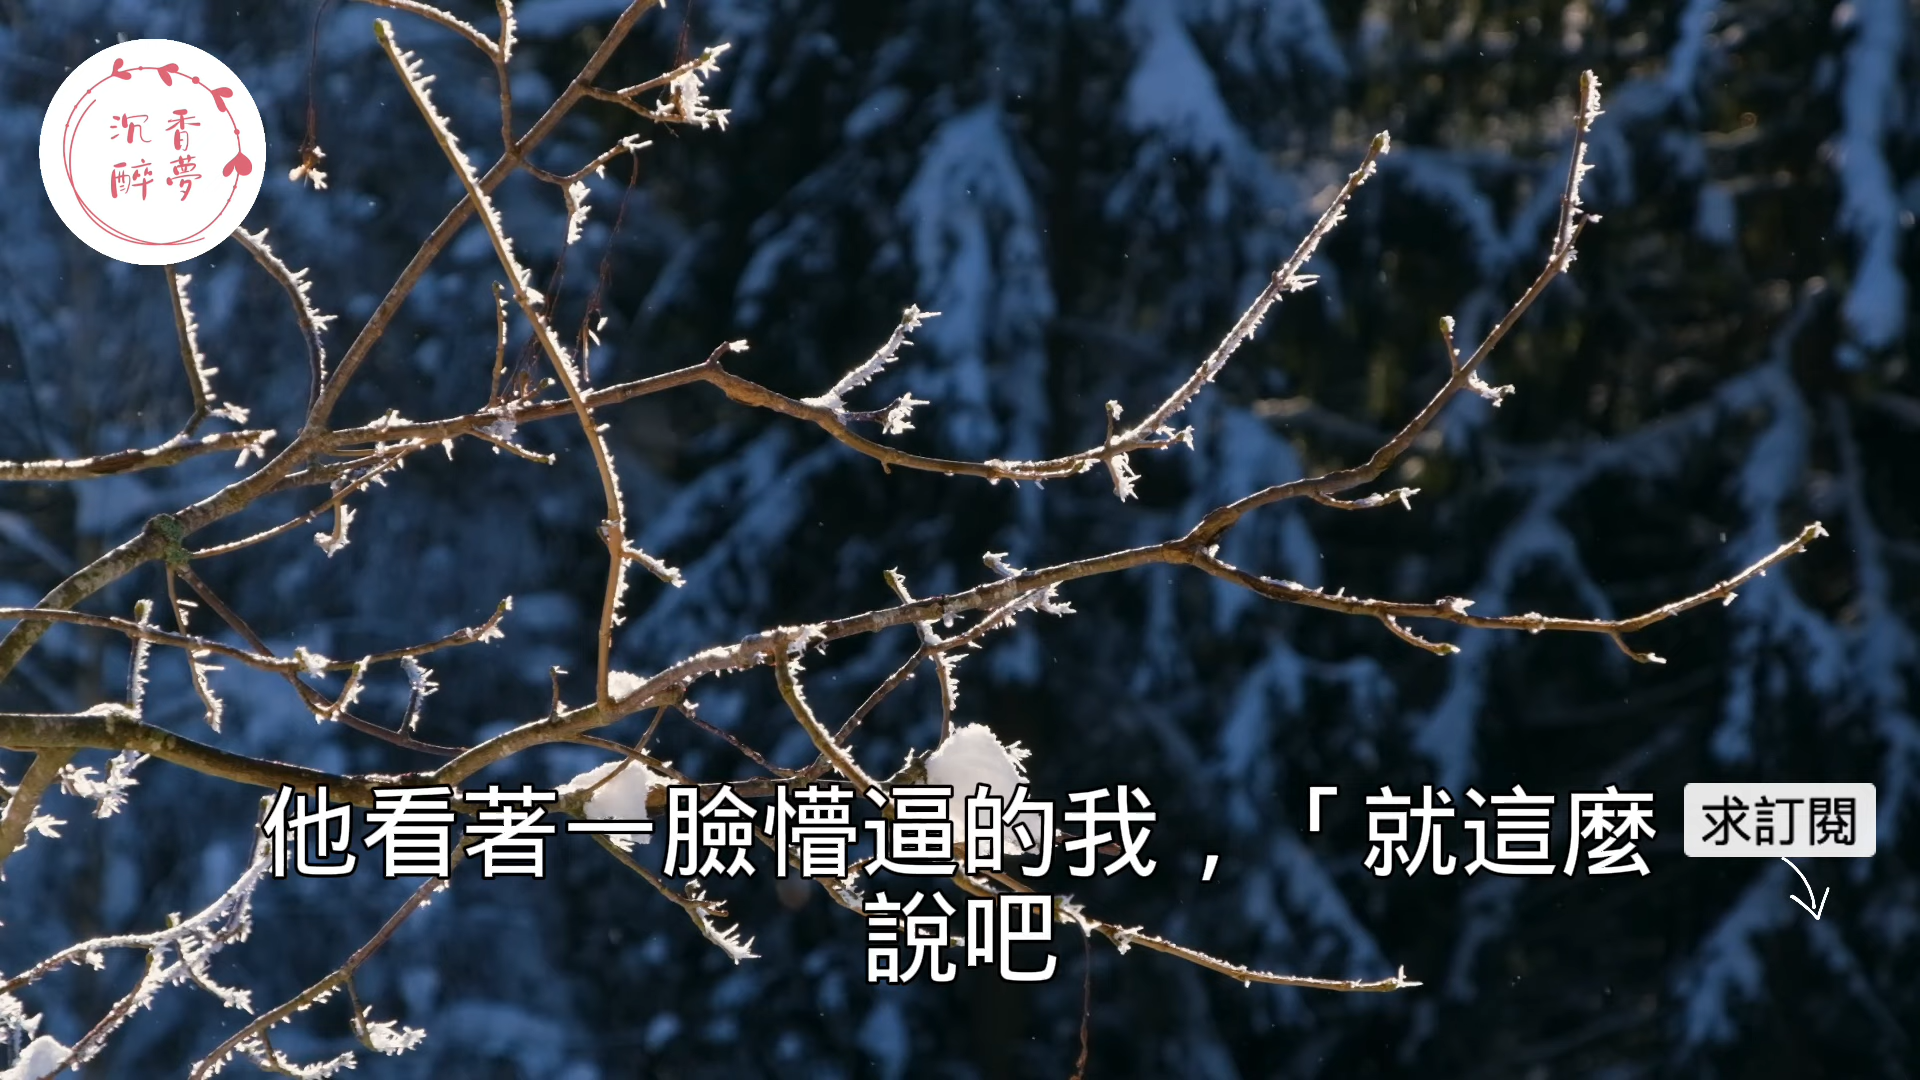 沉香
醉夢
他看著一臉懵逼的我，「就這麼
說吧
求訂閱